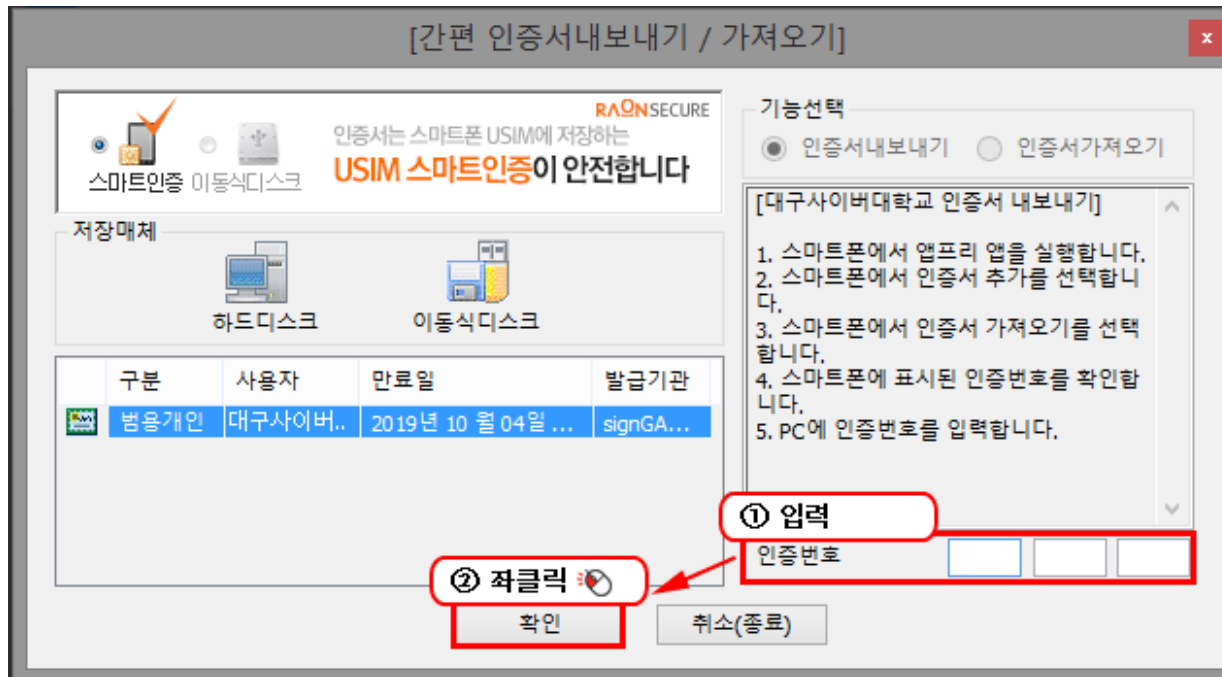 [간편 인증서내보내기 / 가져오기]
x
RAONSECURE
인증서는 스마트폰 USIM에 저장하는
USIM 스마트인증이 안전합니다
스마트인증 이동식디스크
저장매체
하드디스크 이동식디스크
구분 사용자 만료일 발급기관
범용개인 대구사이버.. 2019년 10 월 04일 ... signGA...
기능선택
인증서내보내기 인증서가져오기
[대구사이버대학교 인증서 내보내기]
1. 스마트폰에서 앱프리 앱을 실행합니다.
2. 스마트폰에서 인증서 추가를 선택합니
다.
3. 스마트폰에서 인증서 가져오기를 선택
합니다.
4. 스마트폰에 표시된 인증번호를 확인합
니다.
5. PC에 인증번호를 입력합니다.
① 입력
인증번호
② 좌클릭
확인 취소(종료)